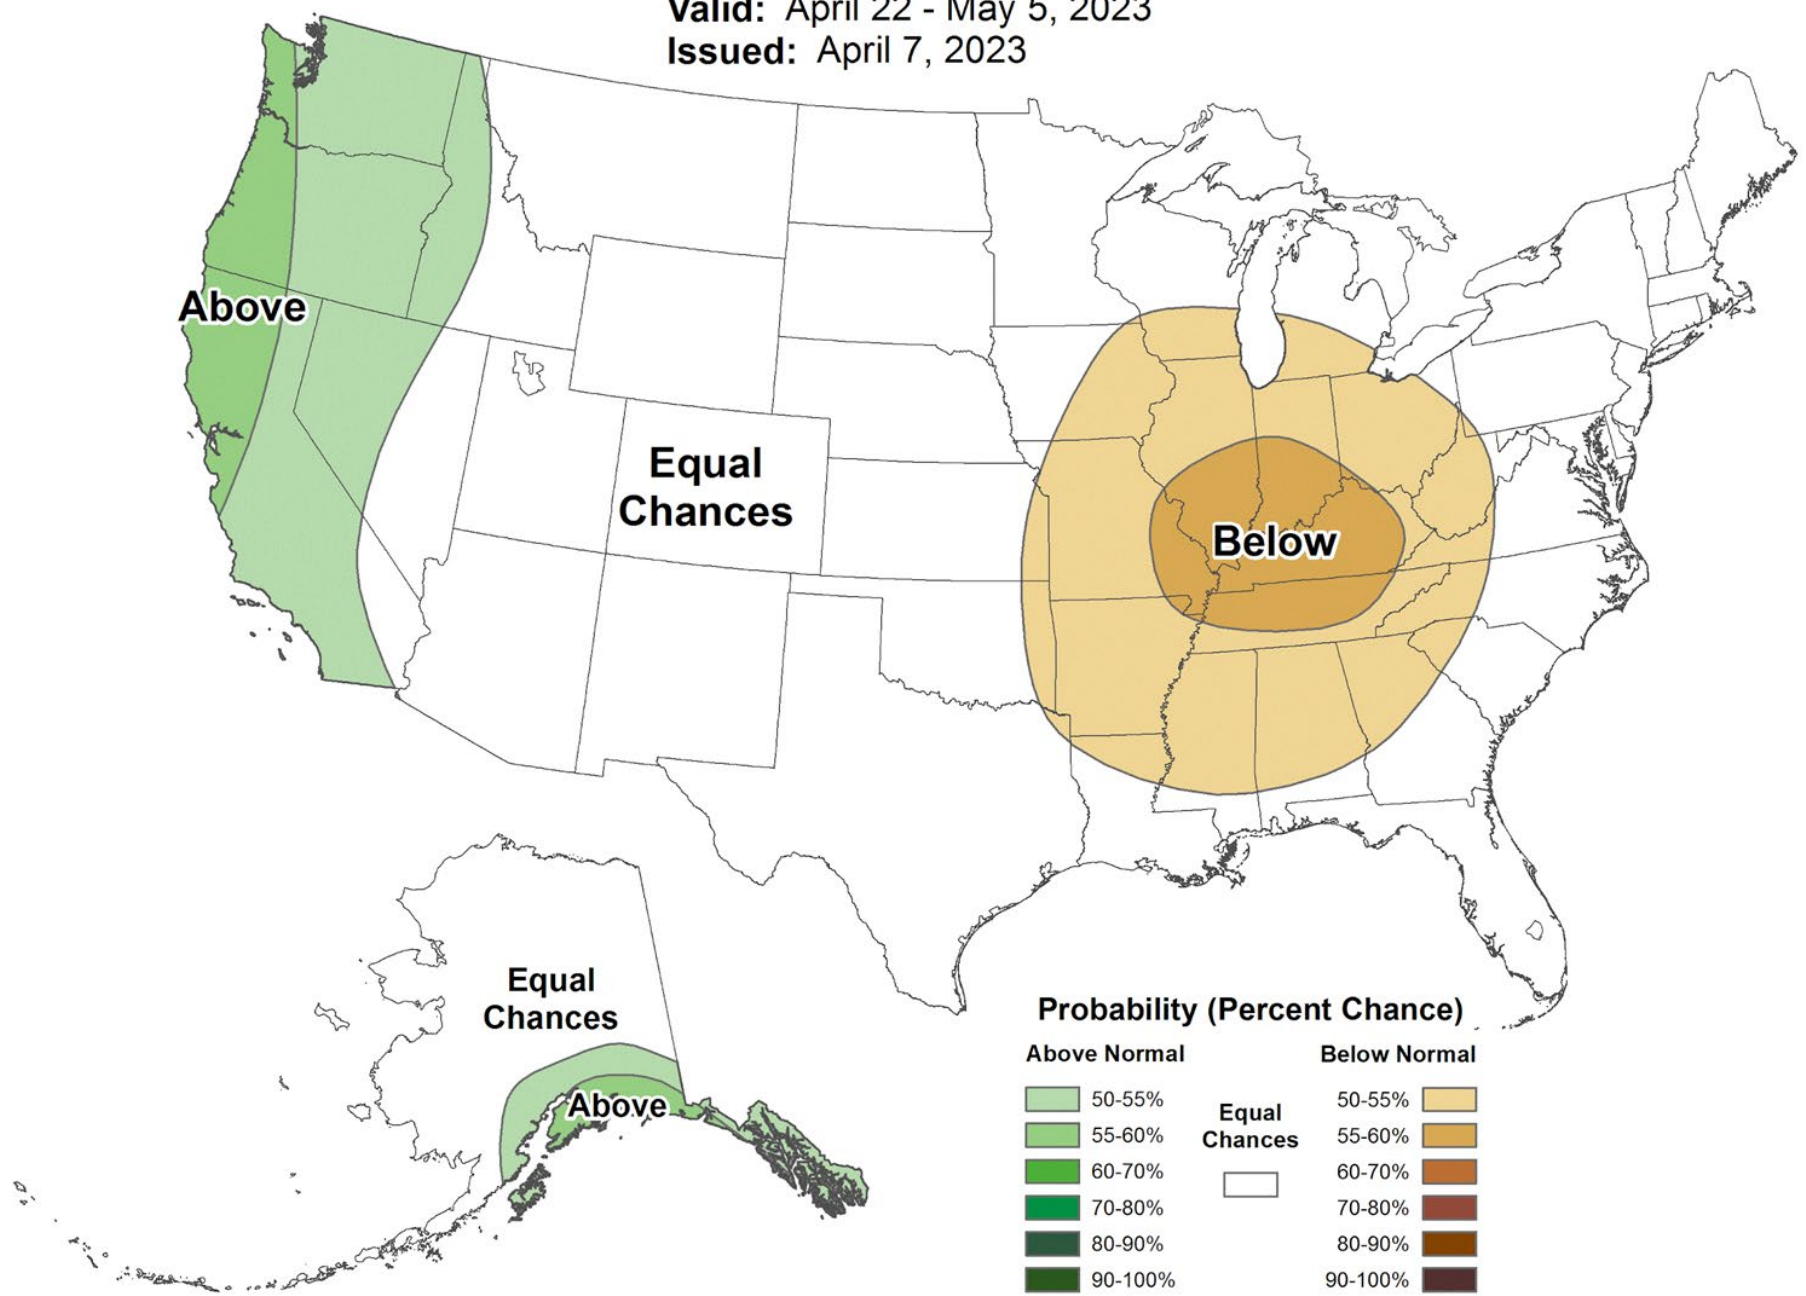 Valid: April 22 - May 5, 2023
Issued: April 7, 2023
Above
Equal
Chances
Below
Equal
Chances
Above
Probability (Percent Chance)
Above Normal
Below Normal
50-55%
55-60%
60-70%
70-80%
80-90%
90-100%
Equal
Chances
50-55%
55-60%
60-70%
70-80%
80-90%
90-100%